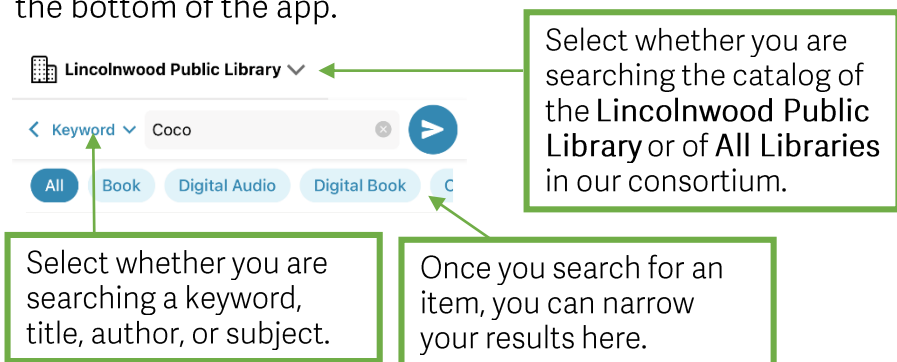 the bottom of the app.
Lincolnwood Public Library
Keyword Coco
All Book Digital Audio Digital Book
Select whether you are
searching the catalog of
the Lincolnwood Public
Library or of All Libraries
in our consortium.
Select whether you are
searching a keyword,
title, author, or subject.
Once you search for an
item, you can narrow
your results here.